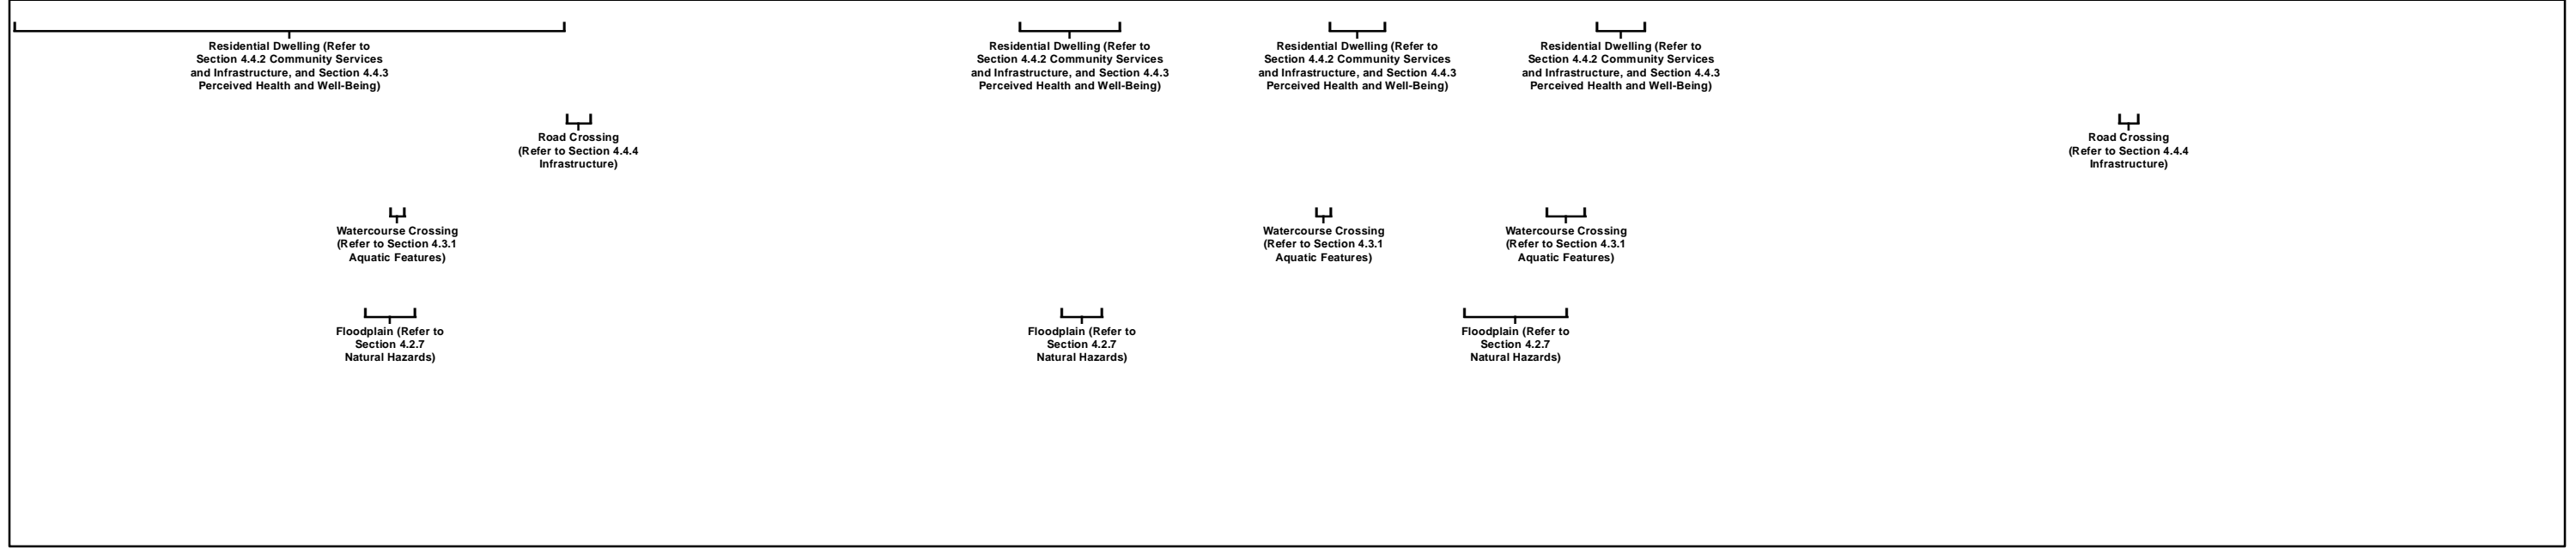 Residential Dwelling (Refer to
Section 4.4.2 Community Services
and Infrastructure, and Section 4.4.3
Perceived Health and Well-Being)
Residential Dwelling (Refer to
Section 4.4.2 Community Services
and Infrastructure, and Section 4.4.3
Perceived Health and Well-Being)
Residential Dwelling (Refer to
Section 4.4.2 Community Services
and Infrastructure, and Section 4.4.3
Perceived Health and Well-Being)
Residential Dwelling (Refer to
Section 4.4.2 Community Services
and Infrastructure, and Section 4.4.3
Perceived Health and Well-Being)
Road Crossing
(Refer to Section 4.4.4
Infrastructure)
Road Crossing
(Refer to Section 4.4.4
Infrastructure)
Watercourse Crossing
(Refer to Section 4.3.1
Aquatic Features)
Watercourse Crossing
(Refer to Section 4.3.1
Aquatic Features)
Watercourse Crossing
(Refer to Section 4.3.1
Aquatic Features)
Floodplain (Refer to
Section 4.2.7
Natural Hazards)
Floodplain (Refer to
Section 4.2.7
Natural Hazards)
Floodplain (Refer to
Section 4.2.7
Natural Hazards)